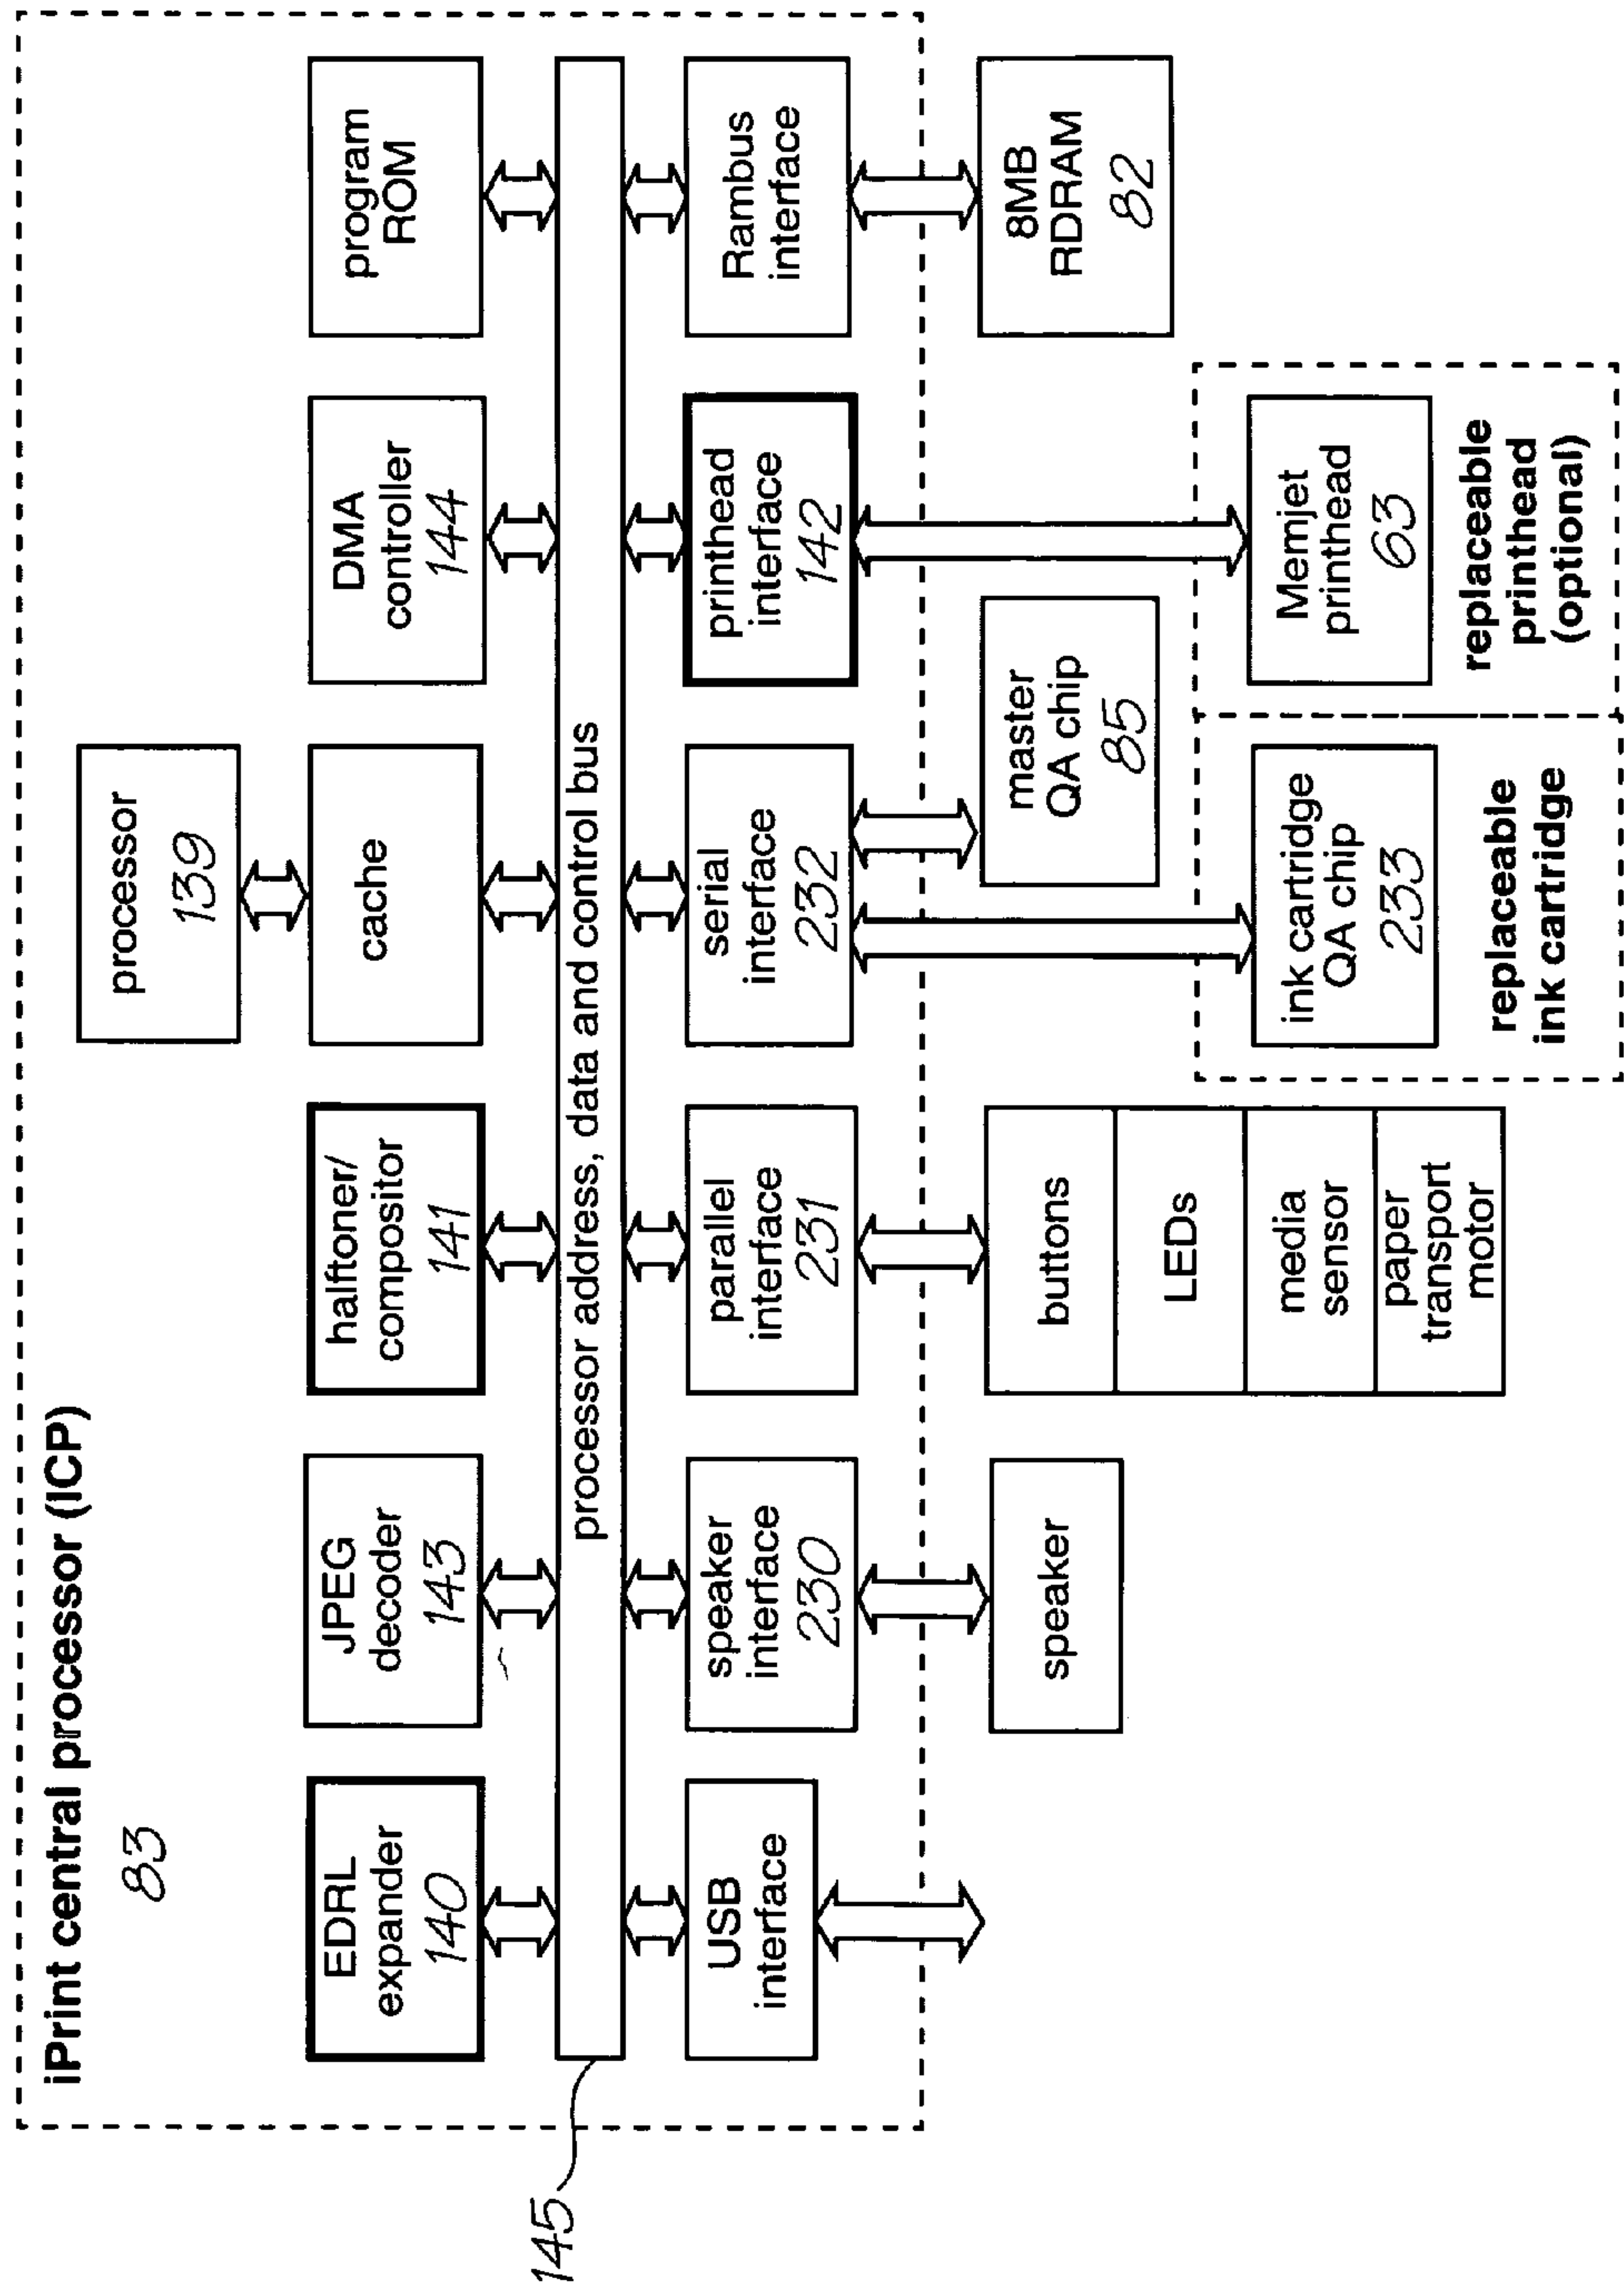 iPrint central processor (ICP)
83
processor
139
EDRL
expander
140
JPEG
decoder
143
halftoner/
compositor
141
cache
DMA
controller
144
program
ROM
145
processor address, data and control bus
USB
interface
speaker
interface
230
parallel
interface
231
serial
interface
232
printhead
interface
142
Rambus
interface
speaker
buttons
LEDs
media
sensor
paper
transport
motor
master
QA chip
85
8MB
RDRAM
82
ink cartridge
QA chip
233
replaceable
ink cartridge
Memjet
printhead
63
replaceable
printhead
(optional)